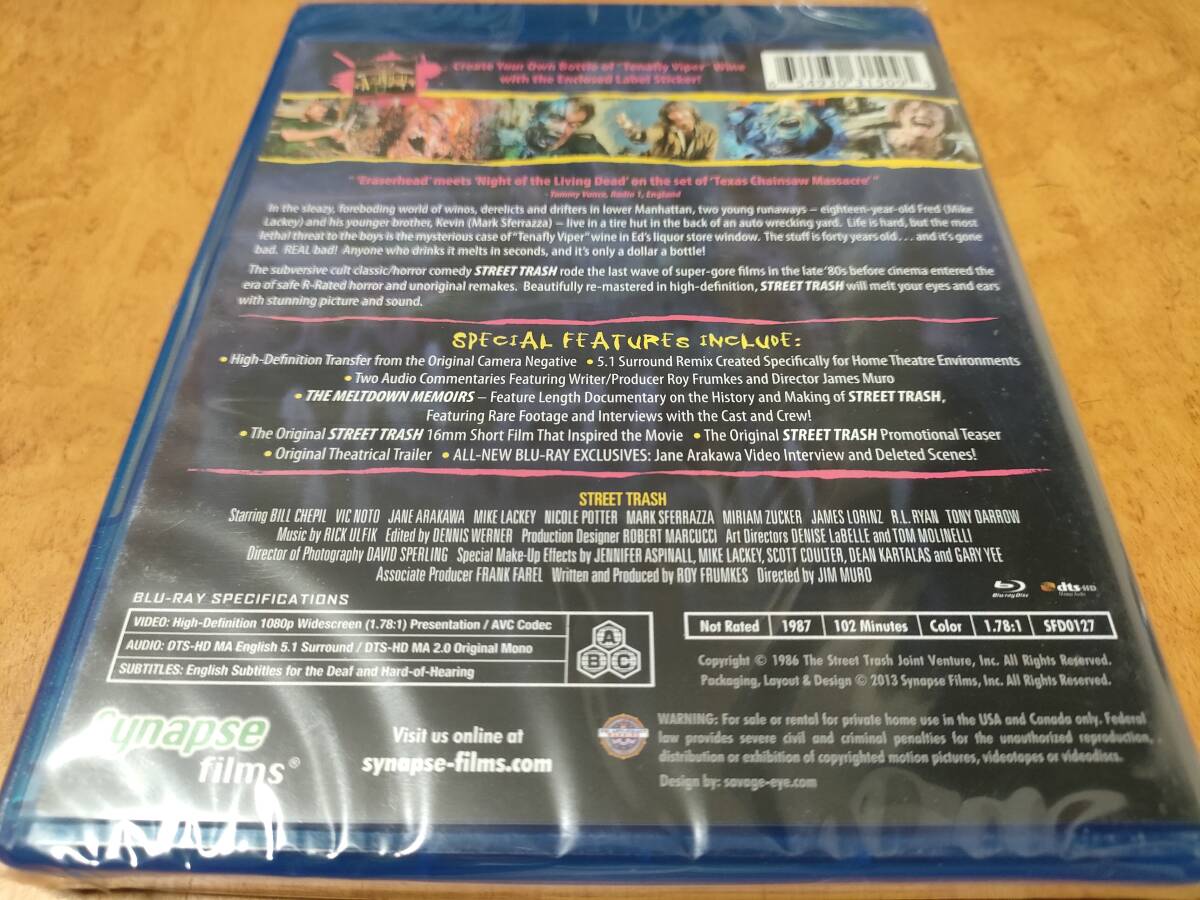 Create Your Own Bottle of "Tenafly Viper" Wine
with the Enclosed Label Sticker!
"'Eraserhead' meets 'Night of the Living Dead' on the set of 'Texas Chainsaw Massacre'"
- Tammy Vance, Radio 1, England
In the sleazy, foreboding world of winos, derelicts and drifters in lower Manhattan, two young runaways – eighteen-year-old Fred (Mike
Lackey) and his younger brother, Kevin (Mark Sferrazza) – live in a tire hut in the back of an auto wrecking yard. Life is hard, but the most
lethal threat to the boys is the mysterious case of "Tenafly Viper" wine in Ed's liquor store window. The stuff is forty years old . . . and it's gone
bad. REAL bad! Anyone who drinks it melts in seconds, and it's only a dollar a bottle!
The subversive cult classic/horror comedy STREET TRASH rode the last wave of super-gore films in the late '80s before cinema entered the
era of safe R-Rated horror and unoriginal remakes. Beautifully re-mastered in high-definition, STREET TRASH will melt your eyes and ears
with stunning picture and sound.
SPECIAL FEATURES INCLUDE:
• High-Definition Transfer from the Original Camera Negative • 5.1 Surround Remix Created Specifically for Home Theatre Environments
• Two Audio Commentaries Featuring Writer/Producer Roy Frumkes and Director James Muro
• THE MELTDOWN MEMOIRS – Feature Length Documentary on the History and Making of STREET TRASH,
Featuring Rare Footage and Interviews with the Cast and Crew!
• The Original STREET TRASH 16mm Short Film That Inspired the Movie • The Original STREET TRASH Promotional Teaser
• Original Theatrical Trailer • ALL-NEW BLU-RAY EXCLUSIVES: Jane Arakawa Video Interview and Deleted Scenes!
STREET TRASH
Starring BILL CHEPIL VIC NOTO JANE ARAKAWA MIKE LACKEY NICOLE POTTER MARK SFERRAZZA MIRIAM ZUCKER JAMES LORINZ R.L. RYAN TONY DARROW
Music by RICK ULFIK Edited by DENNIS WERNER Production Designer ROBERT MARCUCCI Art Directors DENISE LaBELLE and TOM MOLINELLI
Director of Photography DAVID SPERLING Special Make-Up Effects by JENNIFER ASPINALL, MIKE LACKEY, SCOTT COULTER, DEAN KARTALAS and GARY YEE
Associate Producer FRANK FAREL Written and Produced by ROY FRUMKES Directed by JIM MURO
Blu-ray Disc dts-HD
BLU-RAY SPECIFICATIONS
VIDEO: High-Definition 1080p Widescreen (1.78:1) Presentation / AVC Codec
AUDIO: DTS-HD MA English 5.1 Surround / DTS-HD MA 2.0 Original Mono
SUBTITLES: English Subtitles for the Deaf and Hard-of-Hearing
A
B C
Not Rated 1987 102 Minutes Color 1.78:1 SFD0127
Copyright © 1986 The Street Trash Joint Venture, Inc. All Rights Reserved.
Packaging, Layout & Design © 2013 Synapse Films, Inc. All Rights Reserved.
Synapse
films®
Visit us online at
synapse-films.com
WARNING: For sale or rental for private home use in the USA and Canada only. Federal
law provides severe civil and criminal penalties for the unauthorized reproduction,
distribution or exhibition of copyrighted motion pictures, videotapes or videodiscs.
Design by: savage-eye.com